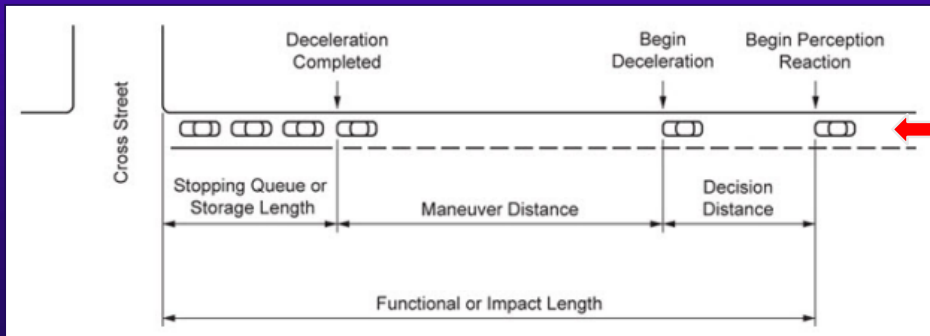 Deceleration
Completed
Begin
Deceleration
Begin Perception
Reaction
Cross Street
Stopping Queue or
Storage Length
Maneuver Distance
Decision
Distance
Functional or Impact Length